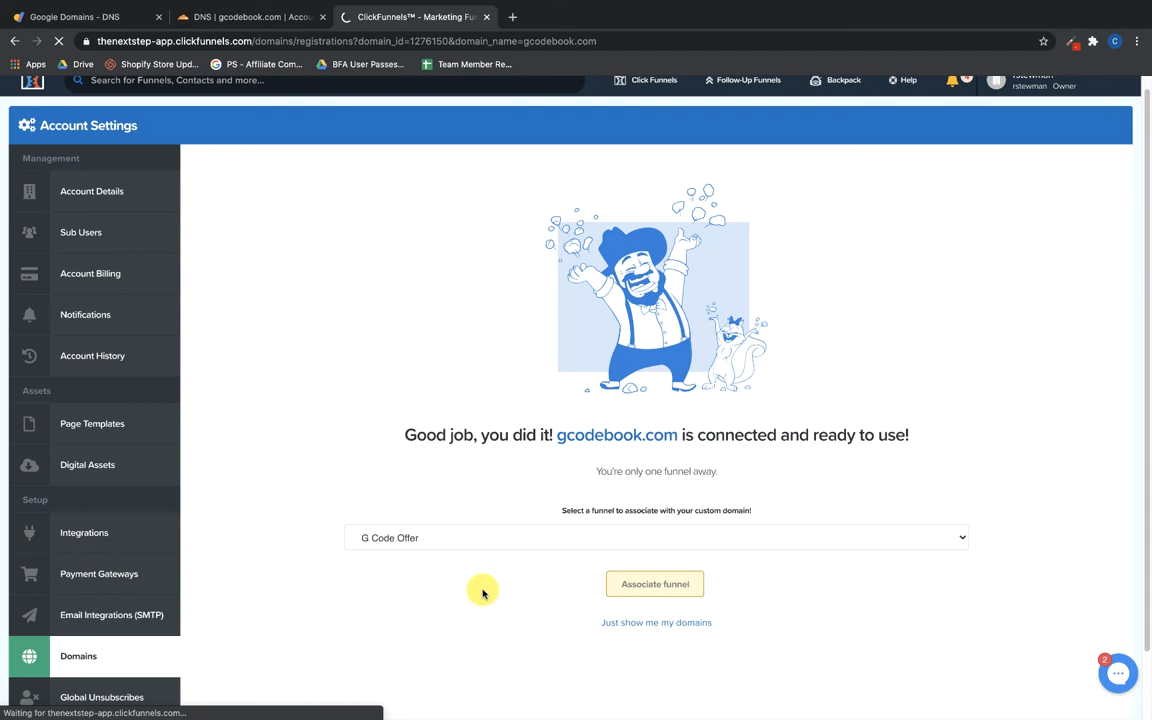 Google Domains - DNS
DNS | gcodebook.com | Accou
ClickFunnels™ - Marketing Fu
thenextstep-app.clickfunnels.com/domains/registrations?domain_id=1276150&domain_name=gcodebook.com
Apps
Drive
Shopify Store Upd...
PS - Affiliate Com...
BFA User Passes...
Team Member Re...
Search for Funnels, Contacts and more...
Click Funnels
Follow-Up Funnels
Backpack
Help
rstewman
rstewman Owner
Account Settings
Management
Account Details
Sub Users
Account Billing
Notifications
Account History
Assets
Page Templates
Digital Assets
Setup
Integrations
Payment Gateways
Email Integrations (SMTP)
Domains
Global Unsubscribes
Good job, you did it! gcodebook.com is connected and ready to use!
You're only one funnel away.
Select a funnel to associate with your custom domain!
G Code Offer
Associate funnel
Just show me my domains
2
Waiting for thenextstep-app.clickfunnels.com...